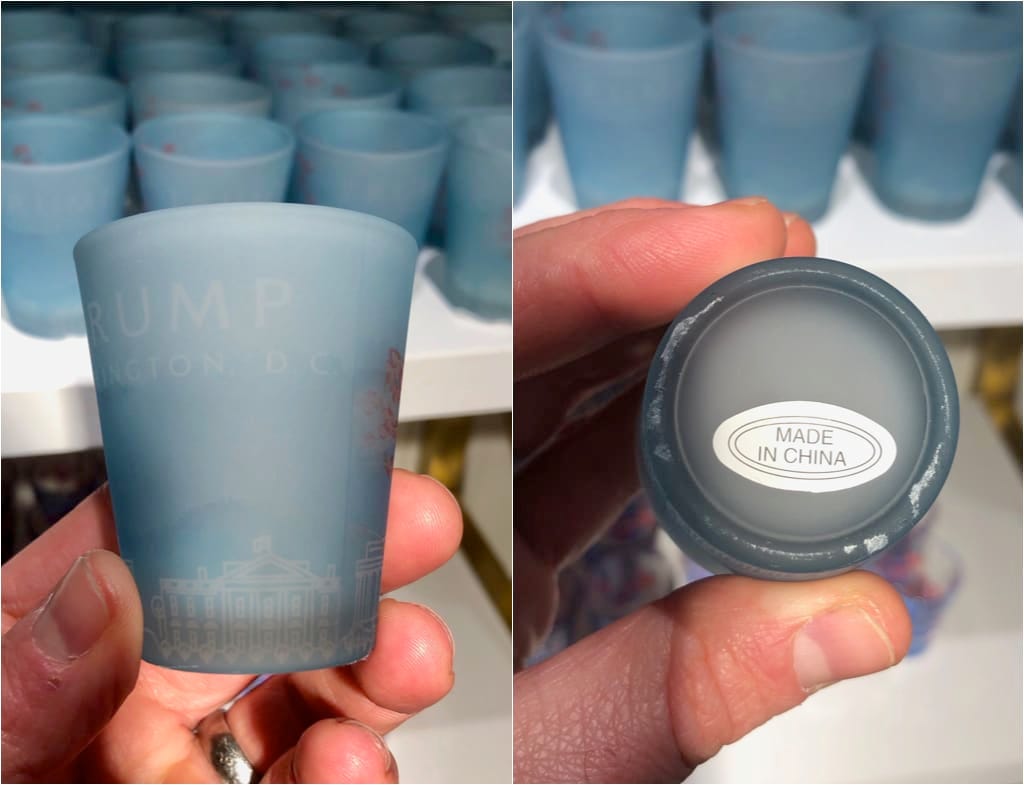 RUMP
INGTON, D.C.
MADE
IN CHINA